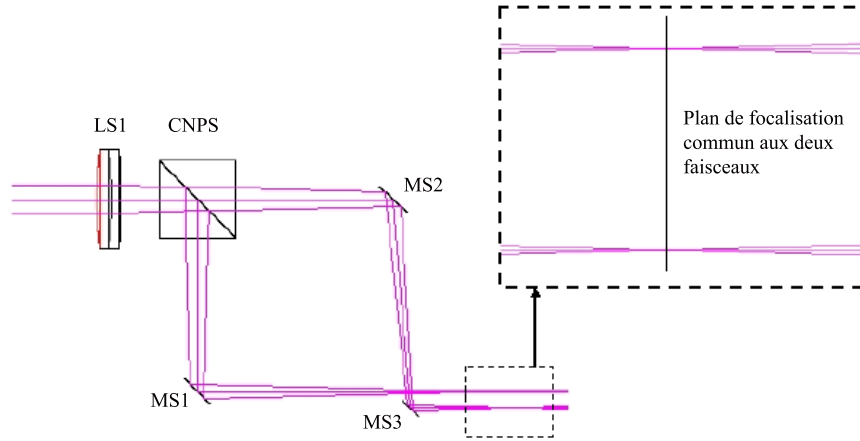 LS1
CNPS
MS2
Plan de focalisation
commun aux deux
faisceaux
MS1
MS3